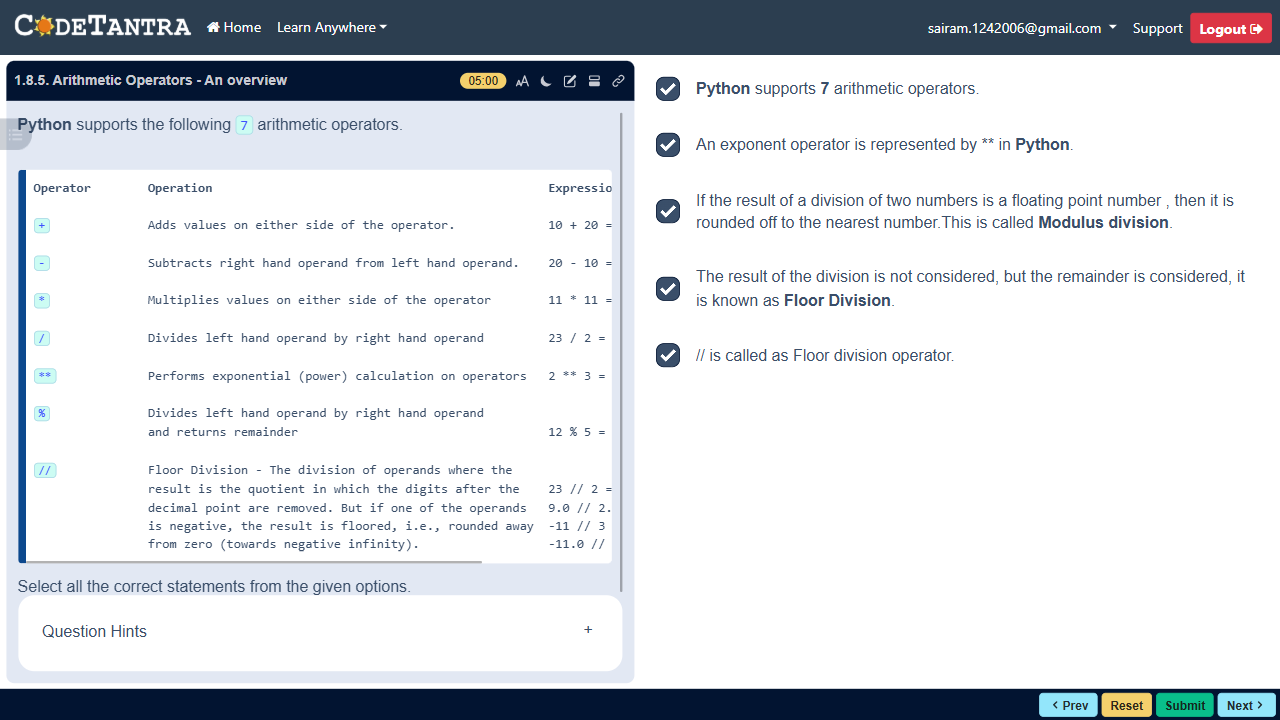 CODETANTRA Home Learn Anywhere sairam.1242006@gmail.com Support Logout
1.8.5. Arithmetic Operators - An overview 05:00 AA
Python supports the following 7 arithmetic operators.
Operator Operation Expressio
+ Adds values on either side of the operator. 10 + 20 =
- Subtracts right hand operand from left hand operand. 20 - 10 =
* Multiplies values on either side of the operator 11 * 11 =
/ Divides left hand operand by right hand operand 23 / 2 =
** Performs exponential (power) calculation on operators 2 ** 3 =
% Divides left hand operand by right hand operand
and returns remainder 12 % 5 =
// Floor Division - The division of operands where the
result is the quotient in which the digits after the 23 // 2 =
decimal point are removed. But if one of the operands 9.0 // 2.
is negative, the result is floored, i.e., rounded away -11 // 3
from zero (towards negative infinity). -11.0 //
Select all the correct statements from the given options.
Question Hints +
Python supports 7 arithmetic operators.
An exponent operator is represented by ** in Python.
If the result of a division of two numbers is a floating point number , then it is
rounded off to the nearest number.This is called Modulus division.
The result of the division is not considered, but the remainder is considered, it
is known as Floor Division.
// is called as Floor division operator.
< Prev Reset Submit Next >